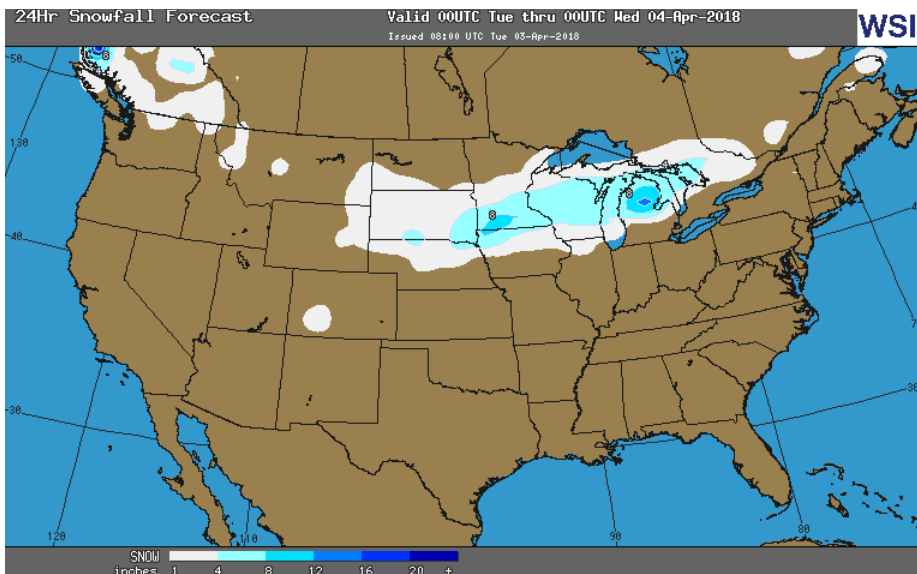 24Hr Snowfall Forecast
Valid 00UTC Tue thru 00UTC Wed 04-Apr-2018
Issued 08:00 UTC Tue 03-Apr-2018
WSI
50
8
130
8
8
40
30
30
120
110
90
80
SNOW
inches 1 4 8 12 16 20 +